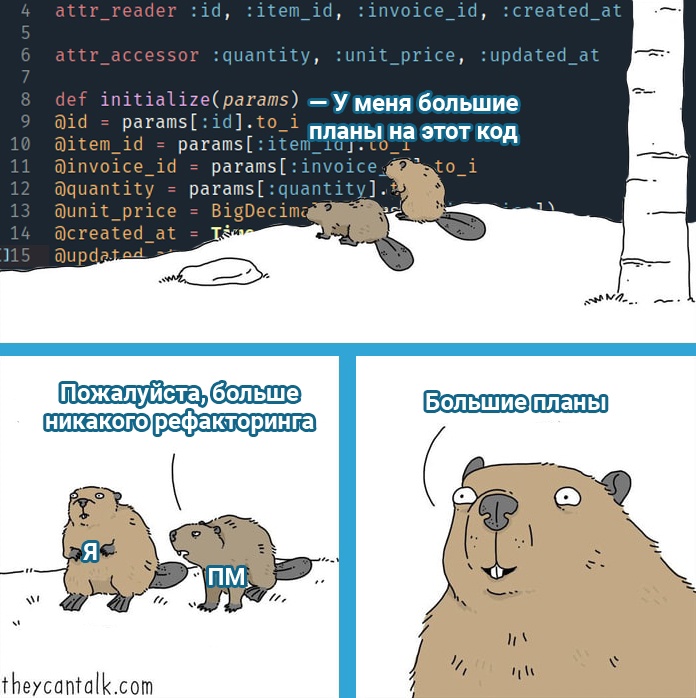 4 attr_reader :id, :item_id, :invoice_id, :created_at
5
6 attr_accessor :quantity, :unit_price, :updated_at
7
8 def initialize(params)
— У меня большие
планы на этот код
9 @id = params[:id].to_i
10 @item_id = params[:item_id].to_i
11 @invoice_id = params[:invoice_ to_i
12 @quantity = params[:quantity].
13 @unit_price = BigDecima
14 @created_at =
15 @updated_at
Пожалуйста, больше
никакого рефакторинга
Я
ПМ
Большие планы
theycantalk.com